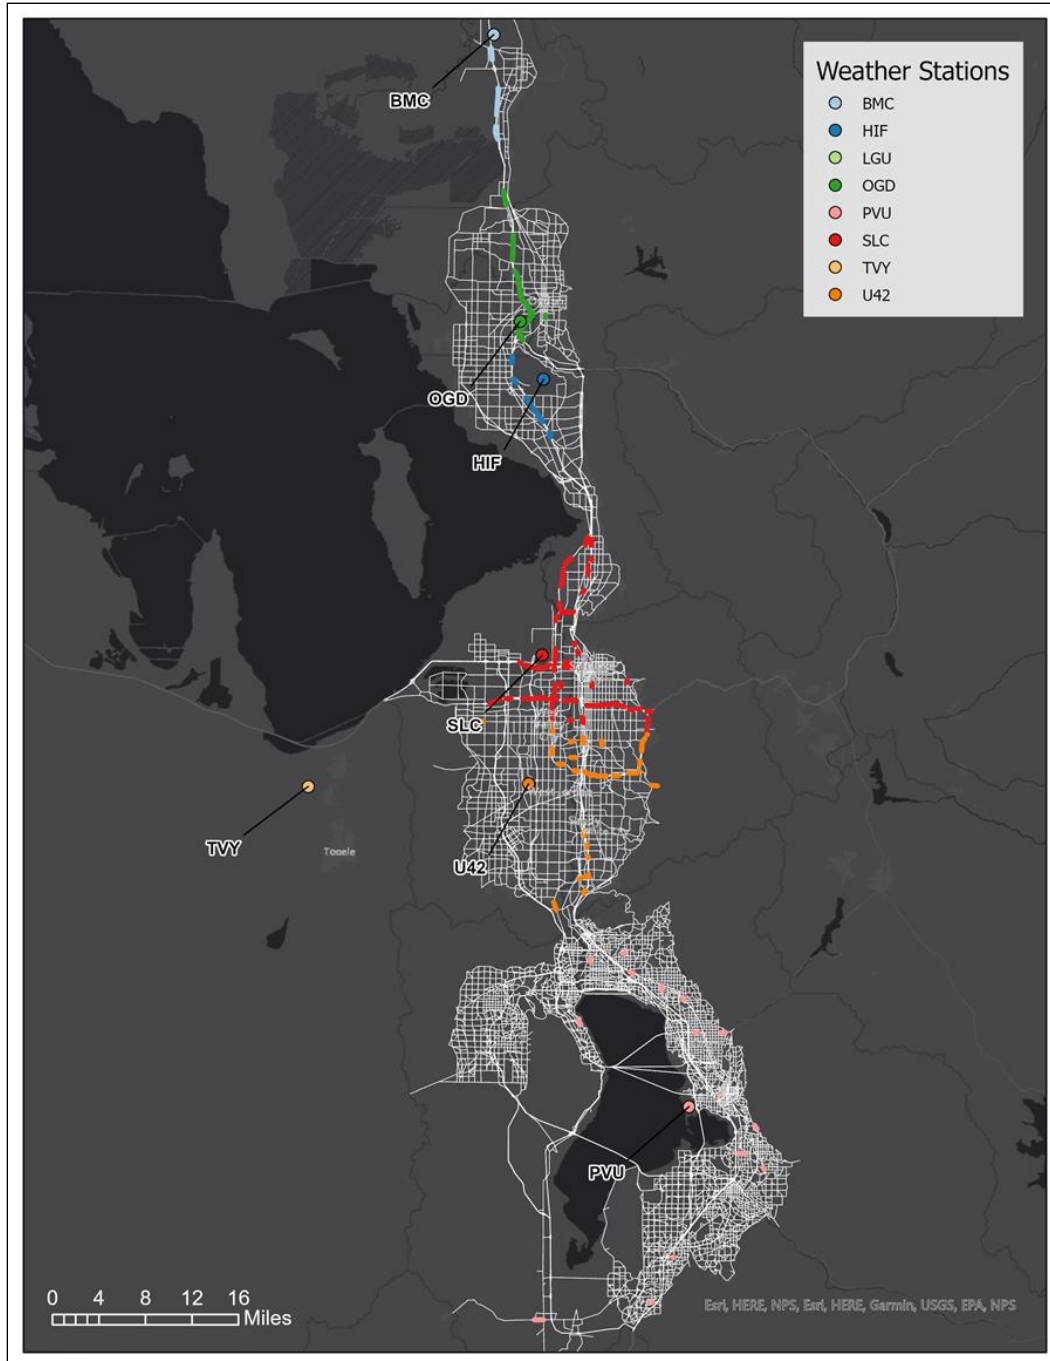 Weather Stations
BMC
HIF
LGU
OGD
PVU
SLC
TVY
U42
BMC
OGD
HIF
SLC
TVY
U42
Tooele
PVU
0 4 8 12 16
Miles
Esri, HERE, NPS, Esri, HERE, Garmin, USGS, EPA, NPS